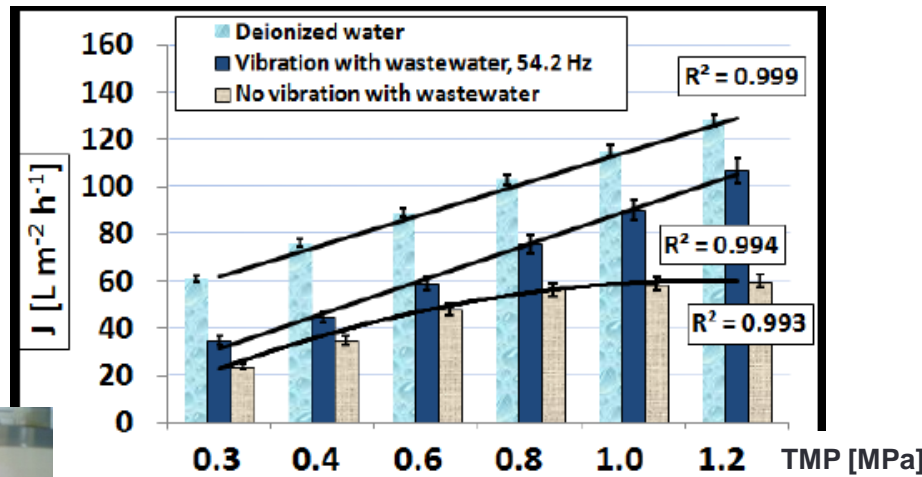 160
140
120
100
80
60
40
20
0
J [L m⁻² h⁻¹]
Deionized water
Vibration with wastewater, 54.2 Hz
No vibration with wastewater
R² = 0.999
R² = 0.994
R² = 0.993
0.3 0.4 0.6 0.8 1.0 1.2 TMP [MPa]